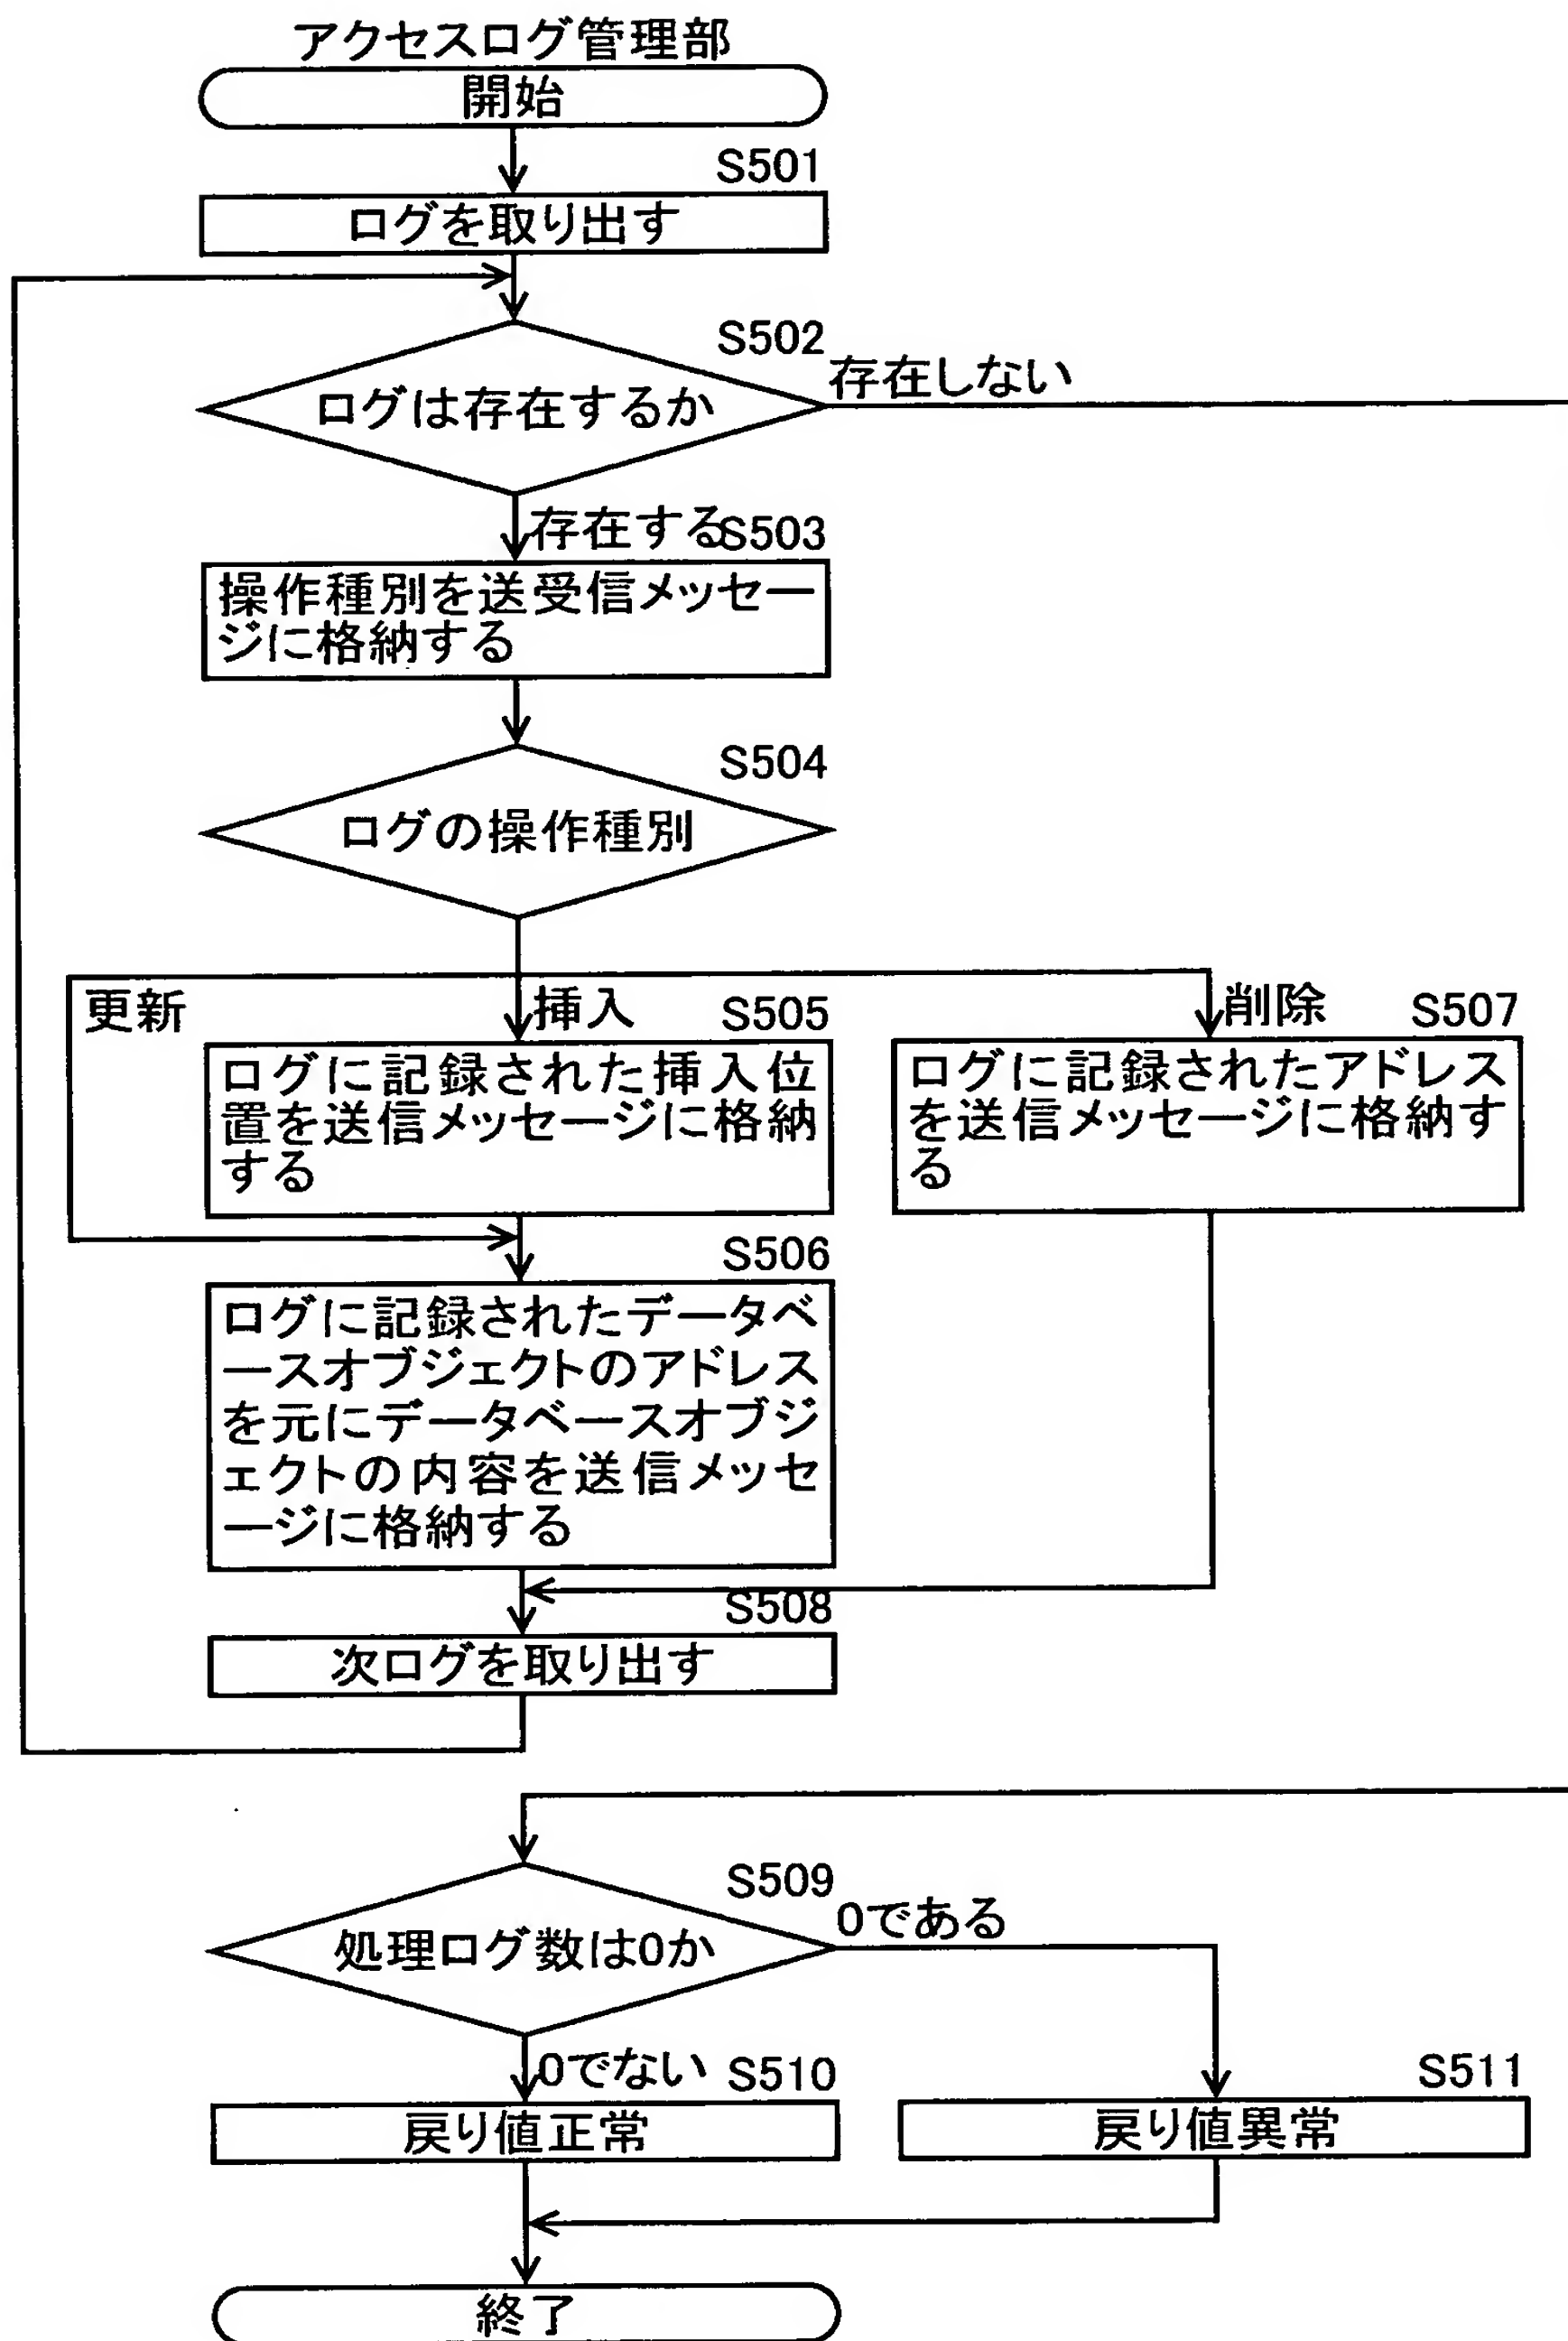 アクセスログ管理部
開始
S501
ログを取り出す
S502
ログは存在するか
存在しない
存在する
S503
操作種別を送受信メッセー
ジに格納する
S504
ログの操作種別
更新
挿入
S505
削除
S507
ログに記録された挿入位
置を送信メッセージに格納
する
ログに記録されたアドレス
を送信メッセージに格納す
る
S506
ログに記録されたデータベ
ースオブジェクトのアドレス
を元にデータベースオブジ
ェクトの内容を送信メッセ
ージに格納する
S508
次ログを取り出す
S509
処理ログ数は0か
0である
0でない
S510
戻り値正常
S511
戻り値異常
終了